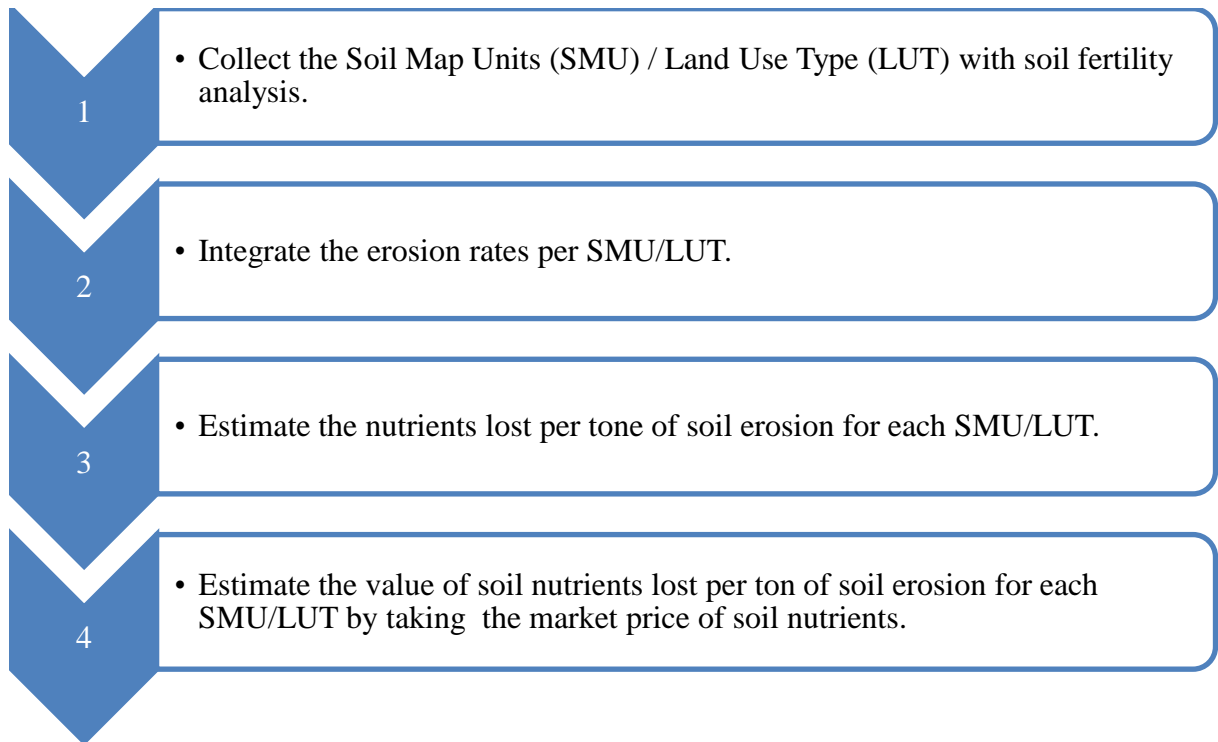 1
• Collect the Soil Map Units (SMU) / Land Use Type (LUT) with soil fertility
analysis.
2
• Integrate the erosion rates per SMU/LUT.
3
• Estimate the nutrients lost per tone of soil erosion for each SMU/LUT.
4
• Estimate the value of soil nutrients lost per ton of soil erosion for each
SMU/LUT by taking  the market price of soil nutrients.